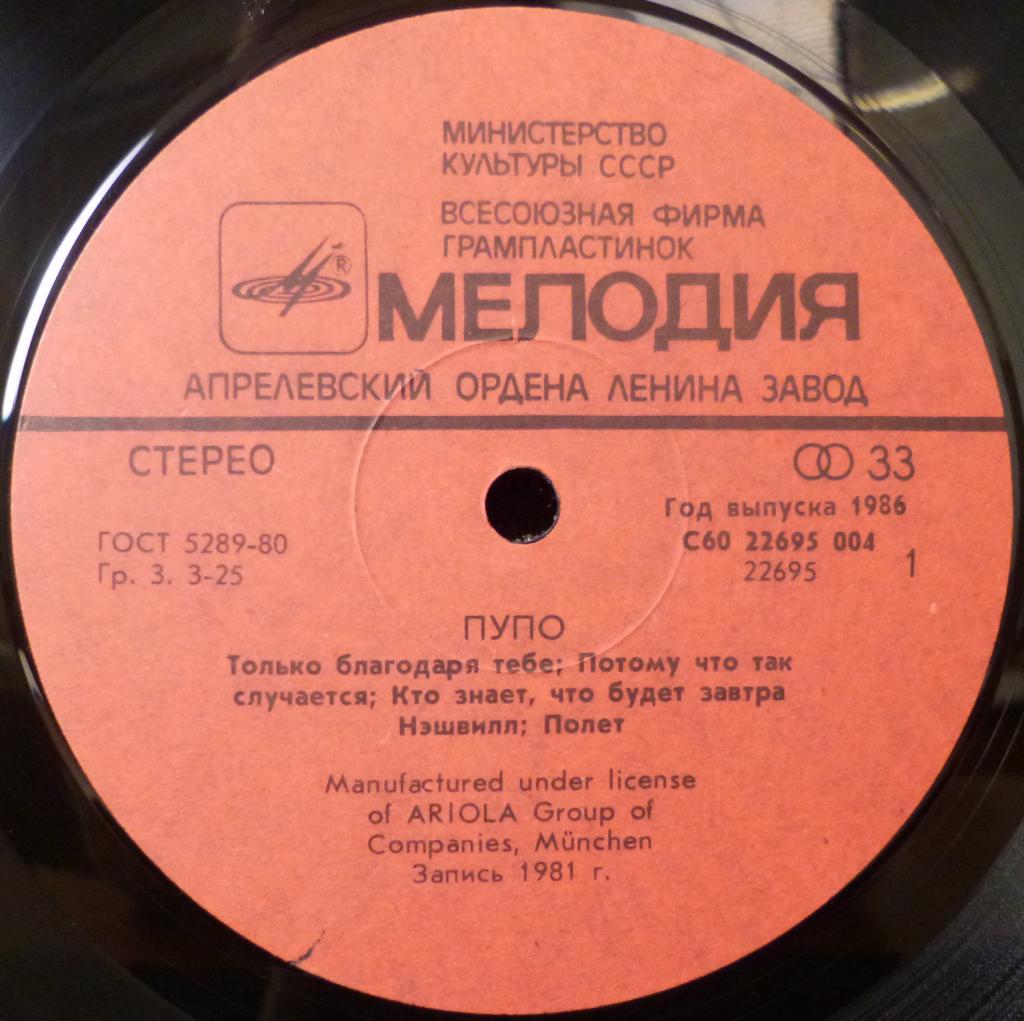 МИНИСТЕРСТВО
КУЛЬТУРЫ СССР
ВСЕСОЮЗНАЯ ФИРМА
ГРАМПЛАСТИНОК
®
МЕЛОДИЯ
АПРЕЛЕВСКИЙ ОРДЕНА ЛЕНИНА ЗАВОД
СТЕРЕО
33
Год выпуска 1986
ГОСТ 5289-80
С60 22695 004
Гр. 3. 3-25
22695
1
ПУПО
Только благодаря тебе; Потому что так
случается; Кто знает, что будет завтра
Нэшвилл; Полет
Manufactured under license
of ARIOLA Group of
Companies, München
Запись 1981 г.